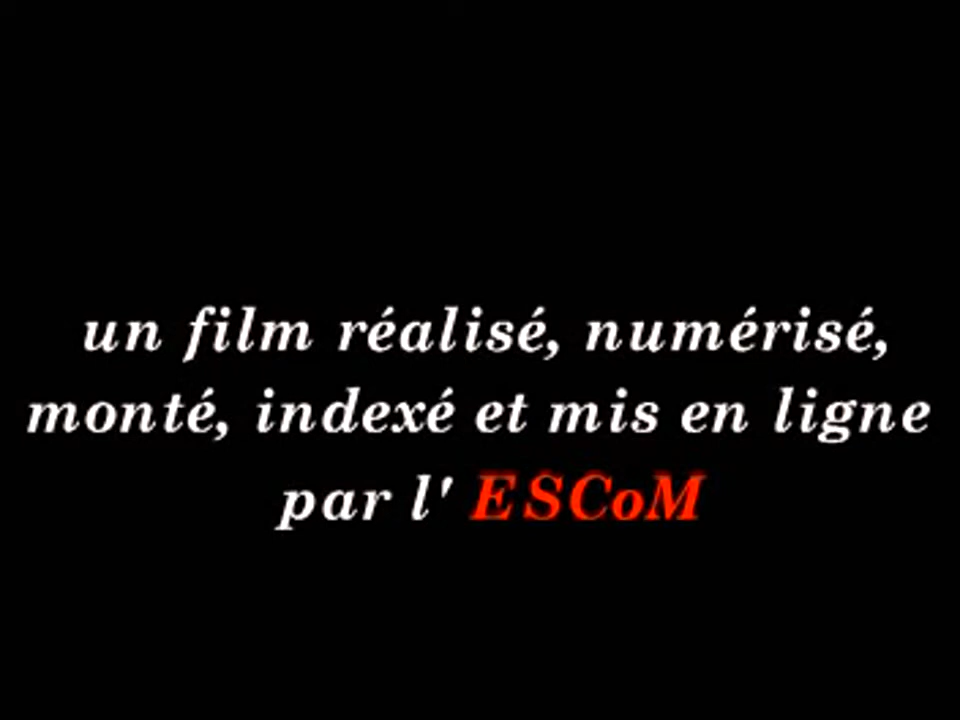 un film réalisé, numérisé,
monté, indexé et mis en ligne
par l' ESCoM